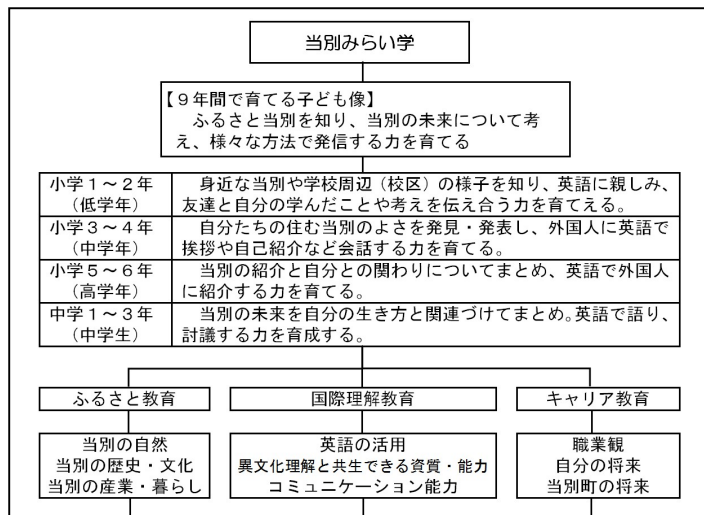 当別みらい学
【９年間で育てる子ども像】
ふるさと当別を知り、当別の未来について考
え、様々な方法で発信する力を育てる
小学１～２年
（低学年）
身近な当別や学校周辺（校区）の様子を知り、英語に親しみ、
友達と自分の学んだことや考えを伝え合う力を育てえる。
小学３～４年
（中学年）
自分たちの住む当別のよさを発見・発表し、外国人に英語で
挨拶や自己紹介など会話する力を育てる。
小学５～６年
（高学年）
当別の紹介と自分との関わりについてまとめ、英語で外国人
に紹介する力を育てる。
中学１～３年
（中学生）
当別の未来を自分の生き方と関連づけてまとめ。英語で語り、
討議する力を育成する。
ふるさと教育
国際理解教育
キャリア教育
当別の自然
当別の歴史・文化
当別の産業・暮らし
英語の活用
異文化理解と共生できる資質・能力
コミュニケーション能力
職業観
自分の将来
当別町の将来